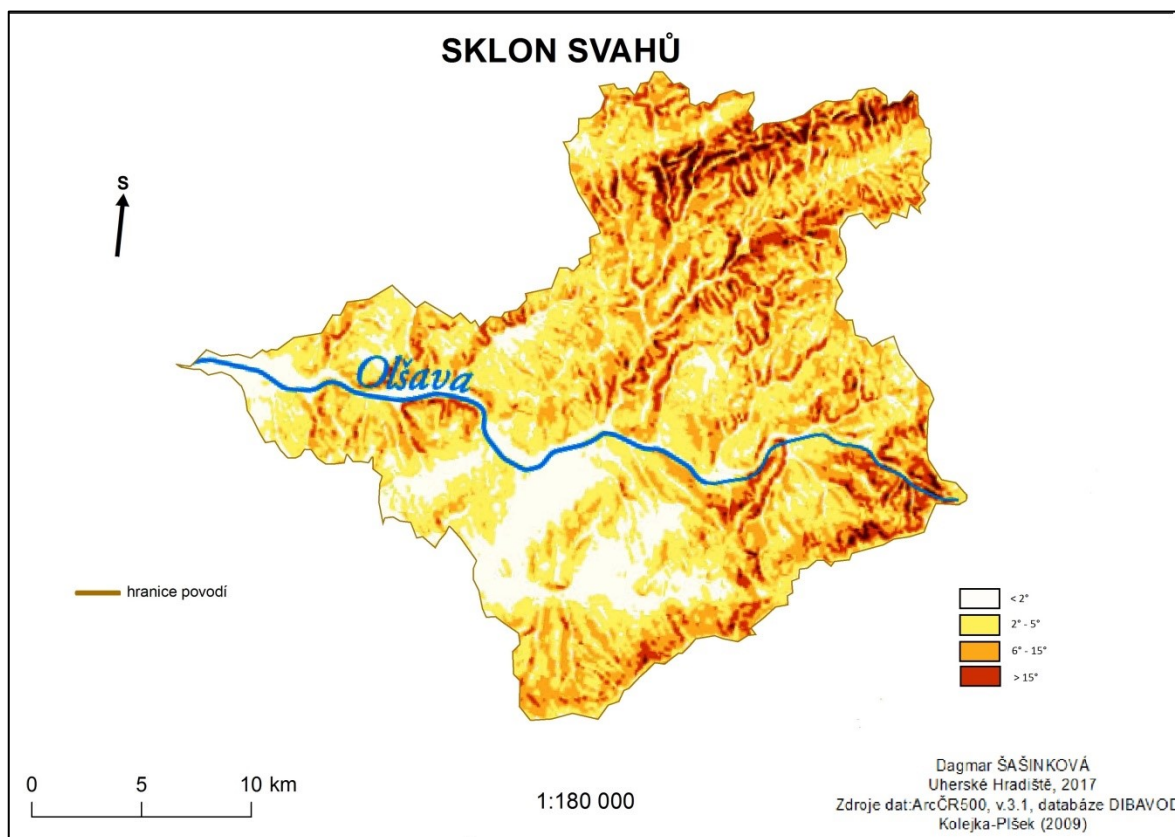 SKLON SVAHŮ
S
Olšava
hranice povodí
< 2°
2° - 5°
6° - 15°
> 15°
0 5 10 km
1:180 000
Dagmar ŠAŠINKOVÁ
Uherské Hradiště, 2017
Zdroje dat:ArcČR500, v.3.1, databáze DIBAVOD
Kolejka-Plšek (2009)